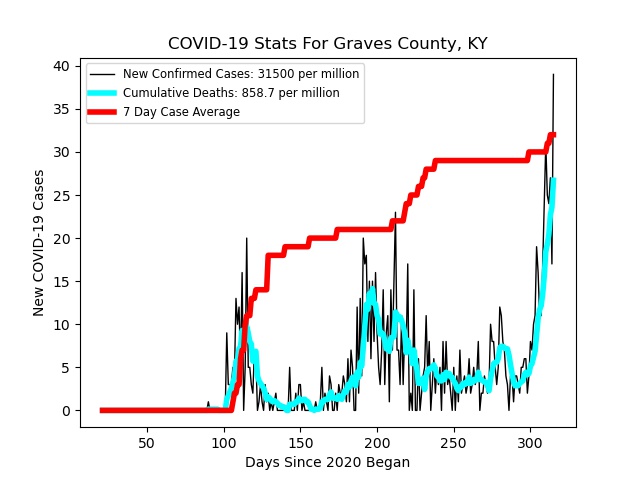 COVID-19 Stats For Graves County, KY
New Confirmed Cases: 31500 per million
Cumulative Deaths: 858.7 per million
7 Day Case Average
New COVID-19 Cases
40
35
30
25
20
15
10
5
0
50 100 150 200 250 300
Days Since 2020 Began